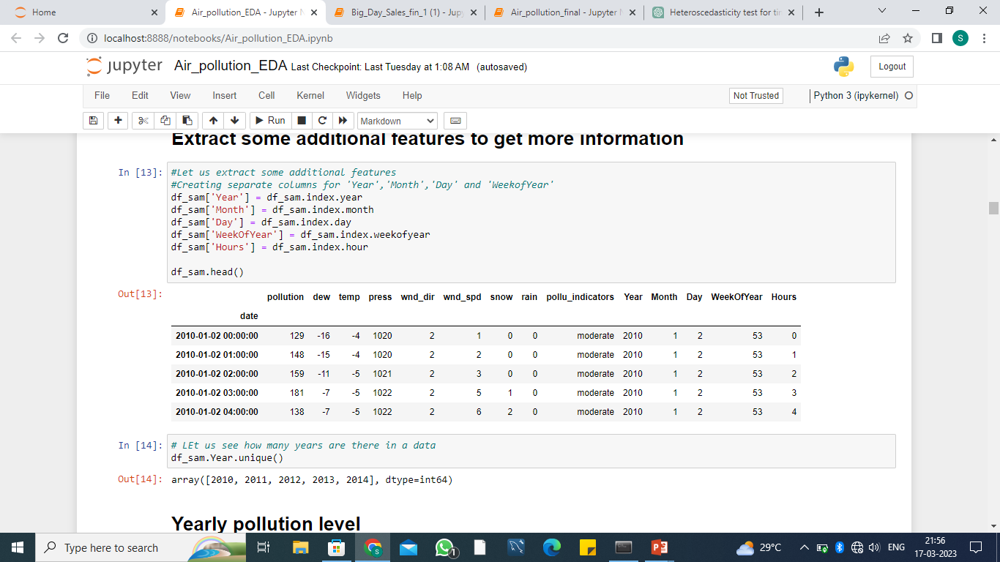 Home
Air_pollution_EDA - Jupyter N
Big_Day_Sales_fin_1 (1) - Jup
Air_pollution_final - Jupyter
Heteroscedasticity test for tim
localhost:8888/notebooks/Air_pollution_EDA.ipynb
S
jupyter Air_pollution_EDA Last Checkpoint: Last Tuesday at 1:08 AM (autosaved)
Logout
File Edit View Insert Cell Kernel Widgets Help
Not Trusted
Python 3 (ipykernel)
Run
Markdown
Extract some additional features to get more information
In [13]: #Let us extract some additional features
#Creating separate columns for 'Year','Month','Day' and 'WeekofYear'
df_sam['Year'] = df_sam.index.year
df_sam['Month'] = df_sam.index.month
df_sam['Day'] = df_sam.index.day
df_sam['WeekOfYear'] = df_sam.index.weekofyear
df_sam['Hours'] = df_sam.index.hour
df_sam.head()
Out[13]:
pollution dew temp press wnd_dir wnd_spd snow rain pollu_indicators Year Month Day WeekOfYear Hours
date
2010-01-02 00:00:00 129 -16 -4 1020 2 1 0 0 moderate 2010 1 2 53 0
2010-01-02 01:00:00 148 -15 -4 1020 2 2 0 0 moderate 2010 1 2 53 1
2010-01-02 02:00:00 159 -11 -5 1021 2 3 0 0 moderate 2010 1 2 53 2
2010-01-02 03:00:00 181 -7 -5 1022 2 5 1 0 moderate 2010 1 2 53 3
2010-01-02 04:00:00 138 -7 -5 1022 2 6 2 0 moderate 2010 1 2 53 4
In [14]: # LEt us see how many years are there in a data
df_sam.Year.unique()
Out[14]: array([2010, 2011, 2012, 2013, 2014], dtype=int64)
Yearly pollution level
Type here to search
S
1
29°C
ENG
21:56
17-03-2023